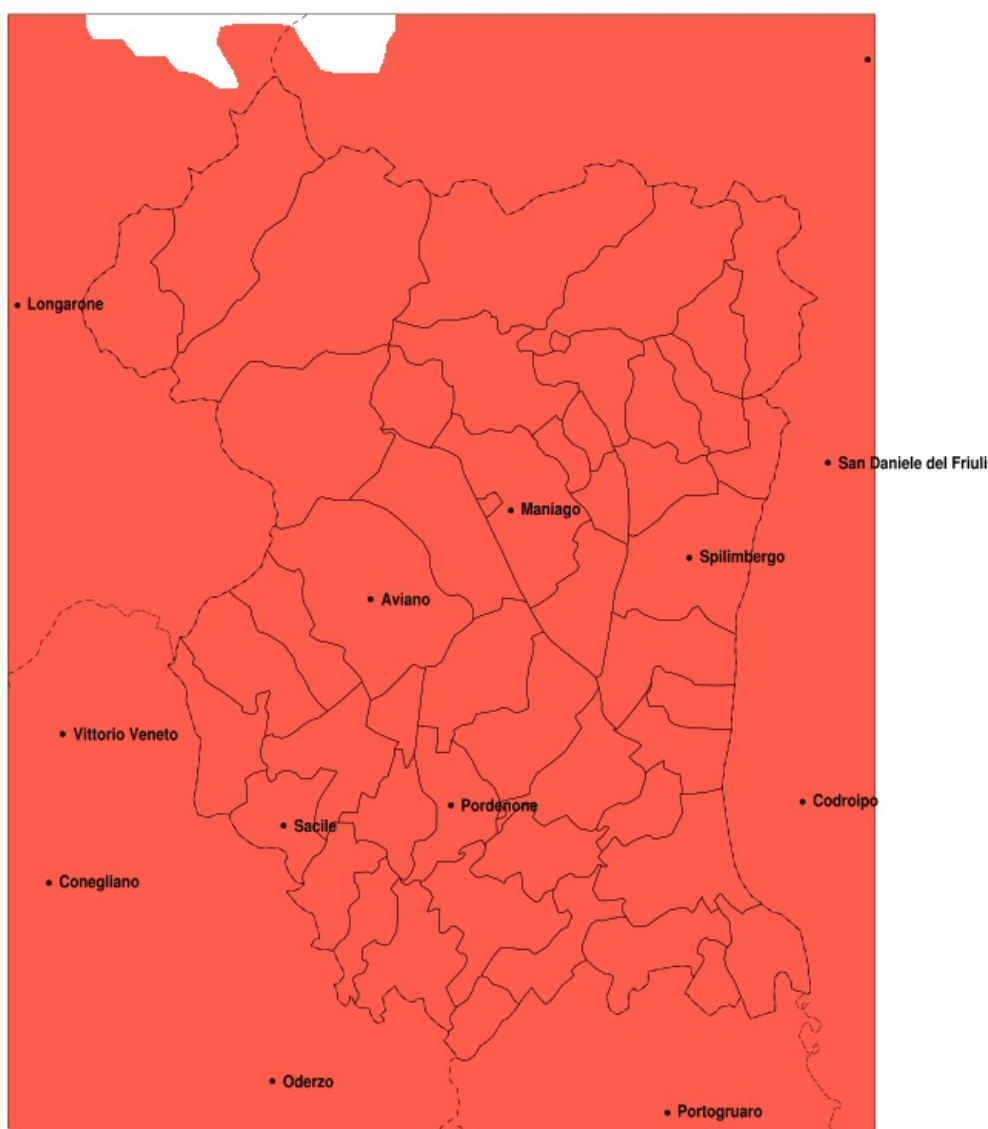 Longarone
San Daniele del Friuli
Maniago
Spilimbergo
Aviano
Vittorio Veneto
Codroipo
Pordenone
Sacile
Conegliano
Oderzo
Portogruaro